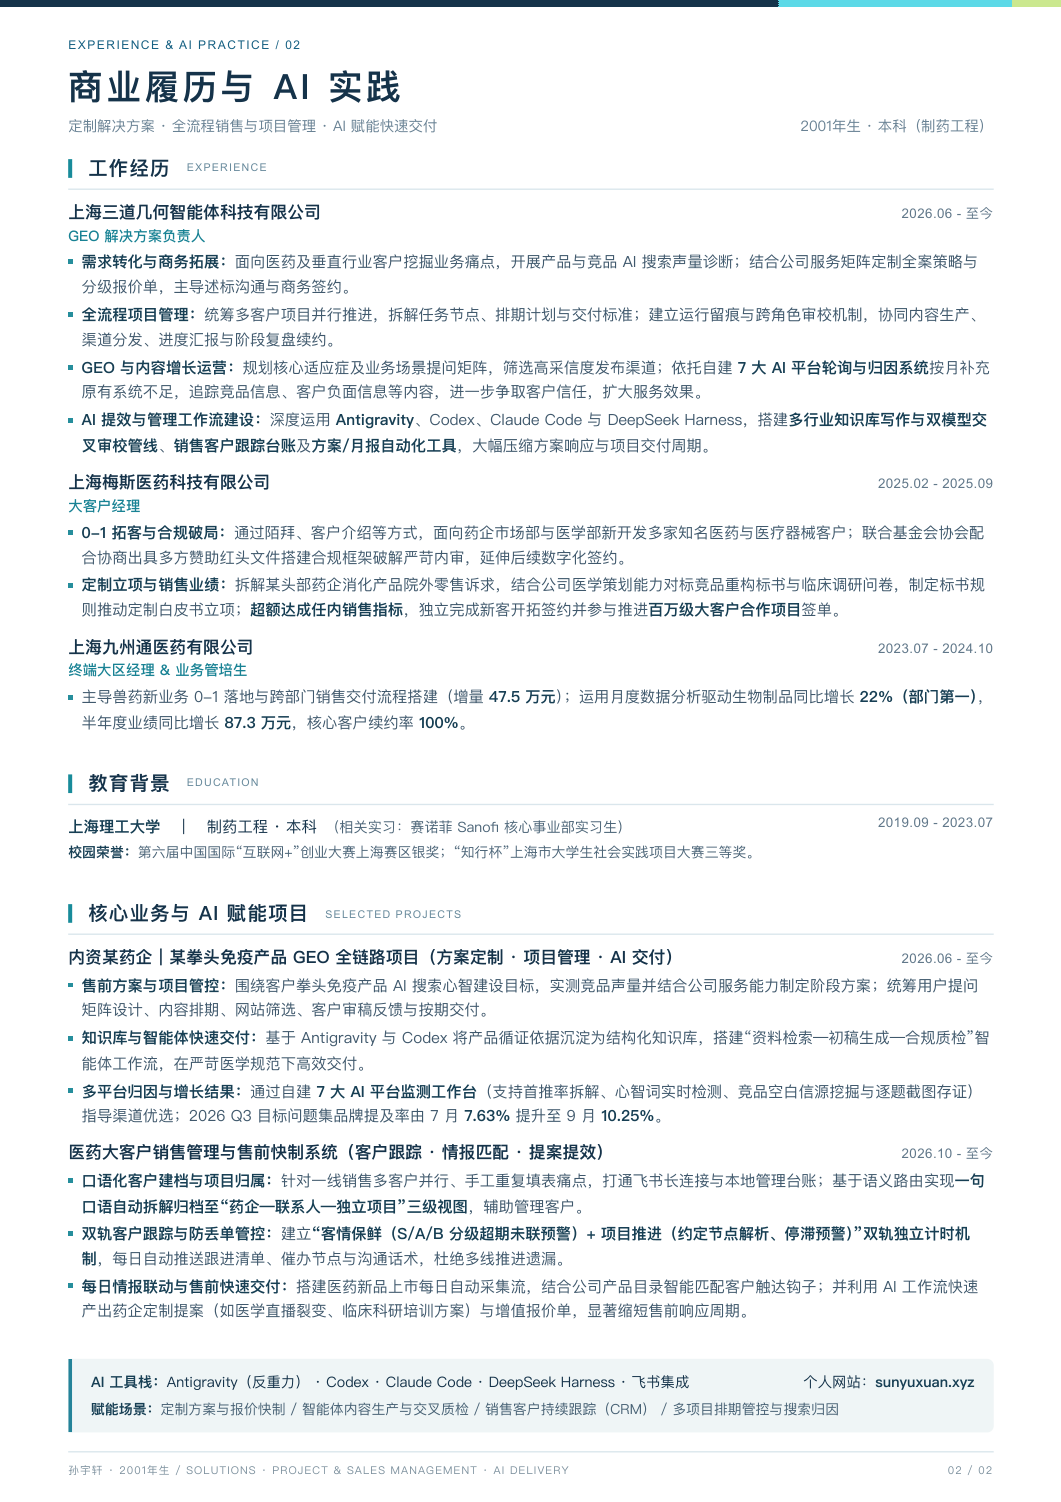 EXPERIENCE & AI PRACTICE / 02
商业履历与 AI 实践
定制解决方案 · 全流程销售与项目管理 · AI 赋能快速交付
2001年生 · 本科（制药工程）
工作经历 EXPERIENCE
上海三道几何智能体科技有限公司
2026.06 - 至今
GEO 解决方案负责人
需求转化与商务拓展：面向医药及垂直行业客户挖掘业务痛点，开展产品与竞品 AI 搜索声量诊断；结合公司服务矩阵定制全案策略与
分级报价单，主导述标沟通与商务签约。
全流程项目管理：统筹多客户项目并行推进，拆解任务节点、排期计划与交付标准；建立运行留痕与跨角色审校机制，协同内容生产、
渠道分发、进度汇报与阶段复盘续约。
GEO 与内容增长运营：规划核心适应症及业务场景提问矩阵，筛选高采信度发布渠道；依托自建 7 大 AI 平台轮询与归因系统按月补充
原有系统不足，追踪竞品信息、客户负面信息等内容，进一步争取客户信任，扩大服务效果。
AI 提效与管理工作流建设：深度运用 Antigravity、Codex、Claude Code 与 DeepSeek Harness，搭建多行业知识库写作与双模型交
叉审校管线、销售客户跟踪台账及方案/月报自动化工具，大幅压缩方案响应与项目交付周期。
上海梅斯医药科技有限公司
2025.02 - 2025.09
大客户经理
0–1 拓客与合规破局：通过陌拜、客户介绍等方式，面向药企市场部与医学部新开发多家知名医药与医疗器械客户；联合基金会协会配
合协商出具多方赞助红头文件搭建合规框架破解严苛内审，延伸后续数字化签约。
定制立项与销售业绩：拆解某头部药企消化产品院外零售诉求，结合公司医学策划能力对标竞品重构标书与临床调研问卷，制定标书规
则推动定制白皮书立项；超额达成任内销售指标，独立完成新客开拓签约并参与推进百万级大客户合作项目签单。
上海九州通医药有限公司
2023.07 - 2024.10
终端大区经理 & 业务管培生
主导兽药新业务 0–1 落地与跨部门销售交付流程搭建（增量 47.5 万元）；运用月度数据分析驱动生物制品同比增长 22%（部门第一），
半年度业绩同比增长 87.3 万元，核心客户续约率 100%。
教育背景 EDUCATION
上海理工大学 | 制药工程 · 本科 （相关实习：赛诺菲 Sanofi 核心事业部实习生）
2019.09 - 2023.07
校园荣誉：第六届中国国际“互联网+”创业大赛上海赛区银奖；“知行杯”上海市大学生社会实践项目大赛三等奖。
核心业务与 AI 赋能项目 SELECTED PROJECTS
内资某药企｜某拳头免疫产品 GEO 全链路项目（方案定制 · 项目管理 · AI 交付）
2026.06 - 至今
售前方案与项目管控：围绕客户拳头免疫产品 AI 搜索心智建设目标，实测竞品声量并结合公司服务能力制定阶段方案；统筹用户提问
矩阵设计、内容排期、网站筛选、客户审稿反馈与按期交付。
知识库与智能体快速交付：基于 Antigravity 与 Codex 将产品循证依据沉淀为结构化知识库，搭建“资料检索—初稿生成—合规质检”智
能体工作流，在严苛医学规范下高效交付。
多平台归因与增长结果：通过自建 7 大 AI 平台监测工作台（支持首推率拆解、心智词实时检测、竞品空白信源挖掘与逐题截图存证）
指导渠道优选；2026 Q3 目标问题集品牌提及率由 7 月 7.63% 提升至 9 月 10.25%。
医药大客户销售管理与售前快制系统（客户跟踪 · 情报匹配 · 提案提效）
2026.10 - 至今
口语化客户建档与项目归属：针对一线销售多客户并行、手工重复填表痛点，打通飞书长连接与本地管理台账；基于语义路由实现一句
口语自动拆解归档至“药企—联系人—独立项目”三级视图，辅助管理客户。
双轨客户跟踪与防丢单管控：建立“客情保鲜（S/A/B 分级超期未联预警）+ 项目推进（约定节点解析、停滞预警）”双轨独立计时机
制，每日自动推送跟进清单、催办节点与沟通话术，杜绝多线推进遗漏。
每日情报联动与售前快速交付：搭建医药新品上市每日自动采集流，结合公司产品目录智能匹配客户触达钩子；并利用 AI 工作流快速
产出药企定制提案（如医学直播裂变、临床科研培训方案）与增值报价单，显著缩短售前响应周期。
AI 工具栈：Antigravity（反重力） · Codex · Claude Code · DeepSeek Harness · 飞书集成
个人网站：sunyuxuan.xyz
赋能场景：定制方案与报价快制 / 智能体内容生产与交叉质检 / 销售客户持续跟踪（CRM） / 多项目排期管控与搜索归因
孙宇轩 · 2001年生 / SOLUTIONS · PROJECT & SALES MANAGEMENT · AI DELIVERY
02 / 02